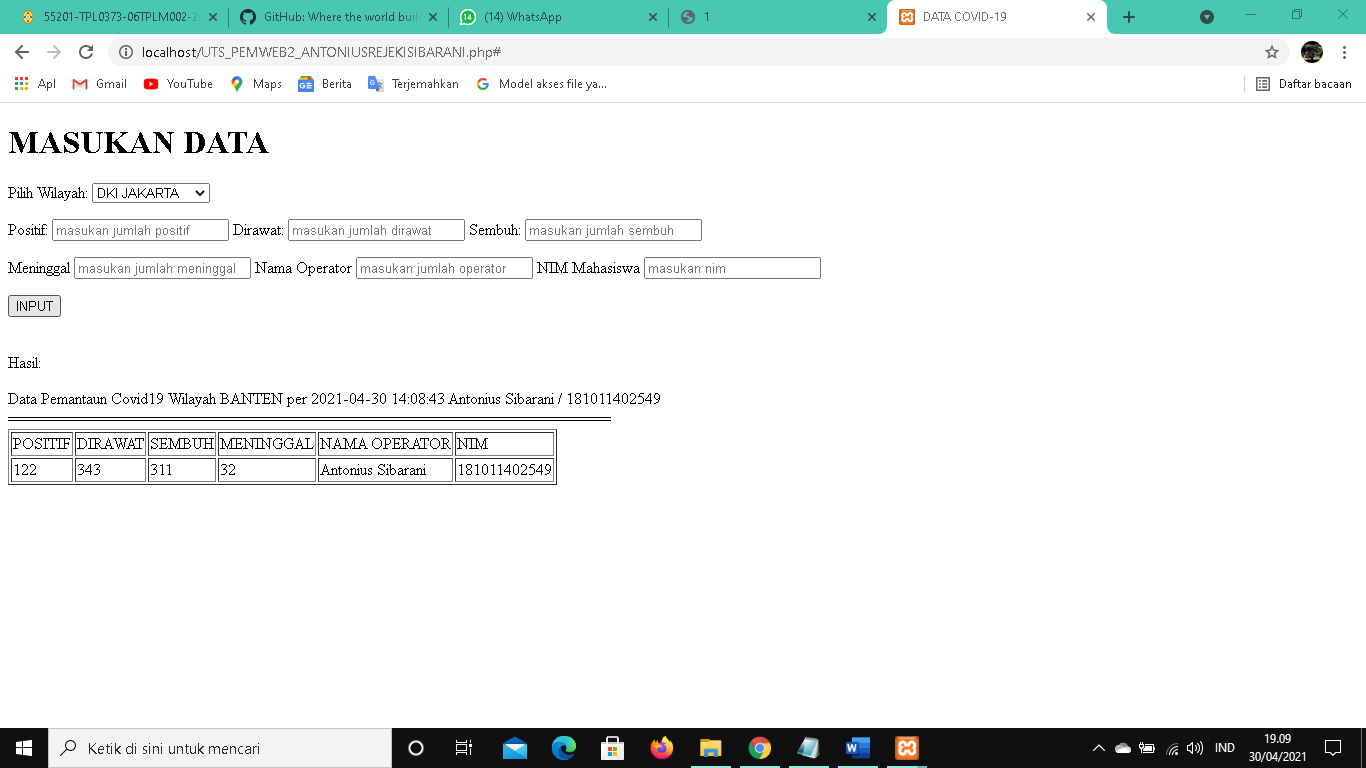 55201-TPL0373-06TPLM002-2
GitHub: Where the world buil
14 (14) WhatsApp
1
DATA COVID-19
localhost/UTS_PEMWEB2_ANTONIUSREJEKISIBARANI.php#
Apl Gmail YouTube Maps Berita Terjemahkan Model akses file ya... Daftar bacaan
MASUKAN DATA
Pilih Wilayah: DKI JAKARTA
Positif: masukan jumlah positif Dirawat: masukan jumlah dirawat Sembuh: masukan jumlah sembuh
Meninggal masukan jumlah meninggal Nama Operator masukan jumlah operator NIM Mahasiswa masukan nim
INPUT
Hasil:
Data Pemantaun Covid19 Wilayah BANTEN per 2021-04-30 14:08:43 Antonius Sibarani / 181011402549
POSITIF DIRAWAT SEMBUH MENINGGAL NAMA OPERATOR NIM
122 343 311 32 Antonius Sibarani 181011402549
Ketik di sini untuk mencari
IND
19.09
30/04/2021